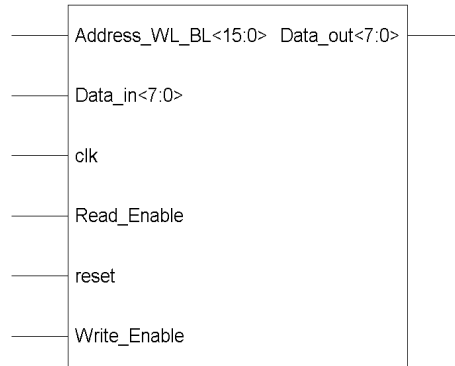 Address_WL_BL<15:0> Data_out<7:0>
Data_in<7:0>
clk
Read_Enable
reset
Write_Enable